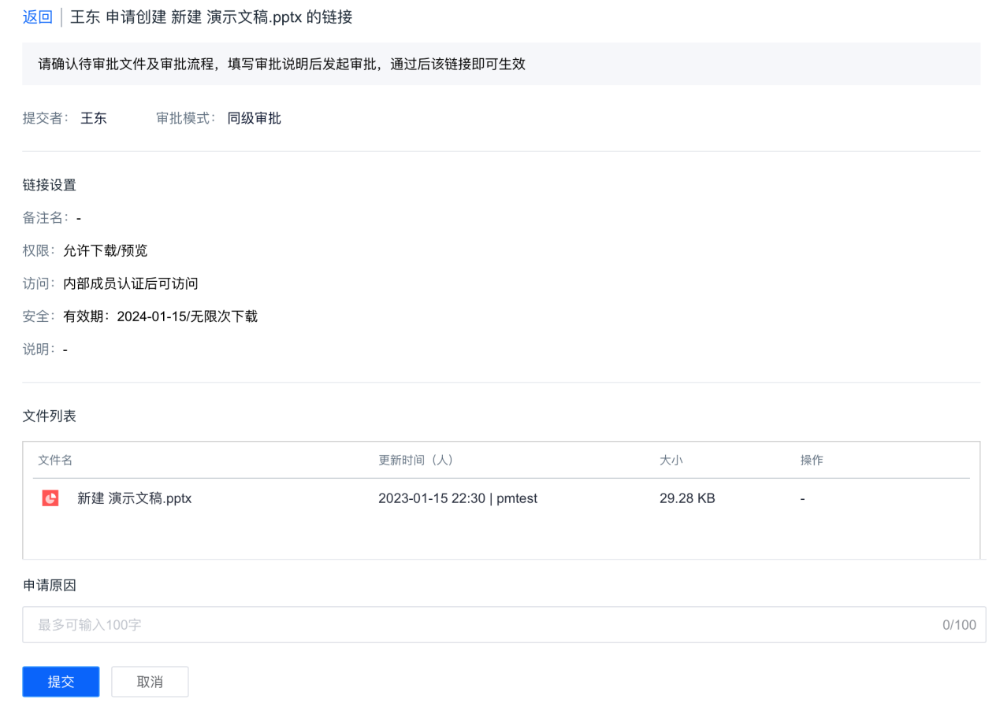 返回 | 王东 申请创建 新建 演示文稿.pptx 的链接
请确认待审批文件及审批流程，填写审批说明后发起审批，通过后该链接即可生效
提交者： 王东 审批模式： 同级审批
链接设置
备注名： -
权限： 允许下载/预览
访问： 内部成员认证后可访问
安全： 有效期：2024-01-15/无限次下载
说明： -
文件列表
文件名 更新时间（人） 大小 操作
新建 演示文稿.pptx 2023-01-15 22:30 | pmtest 29.28 KB -
申请原因
最多可输入100字 0/100
提交 取消